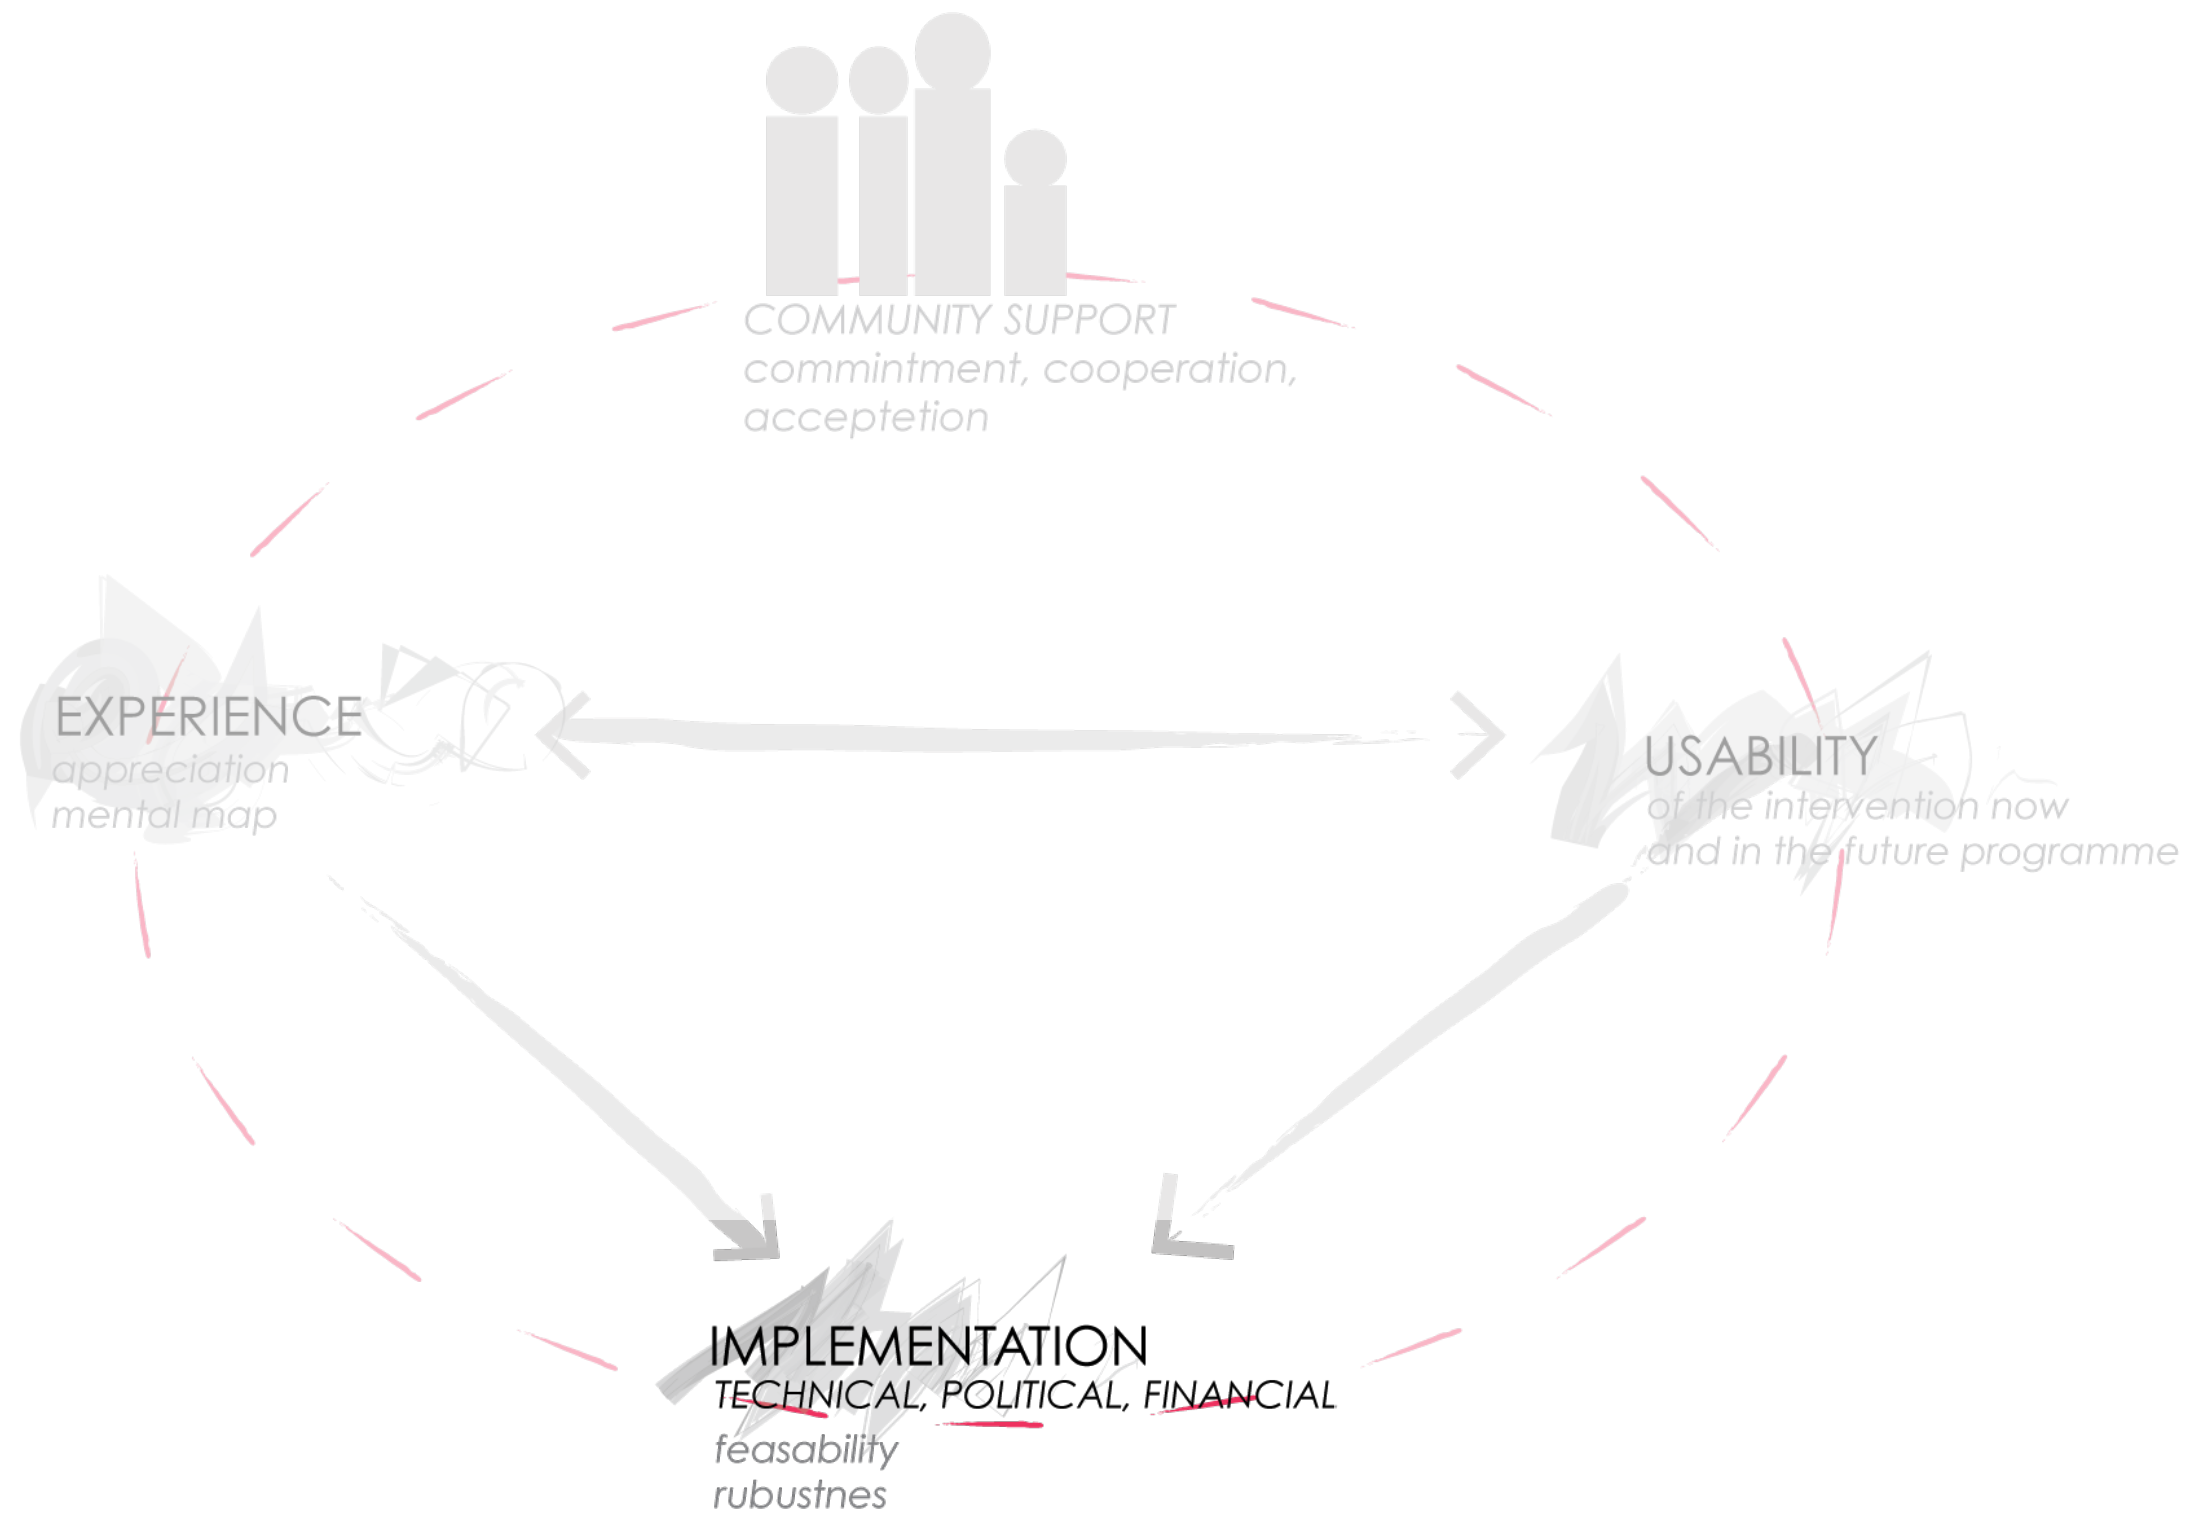 COMMUNITY SUPPORT
commintment, cooperation,
acceptetion
EXPERIENCE
appreciation
mental map
USABILITY
of the intervention now
and in the future programme
IMPLEMENTATION
TECHNICAL, POLITICAL, FINANCIAL
feasability
rubustnes